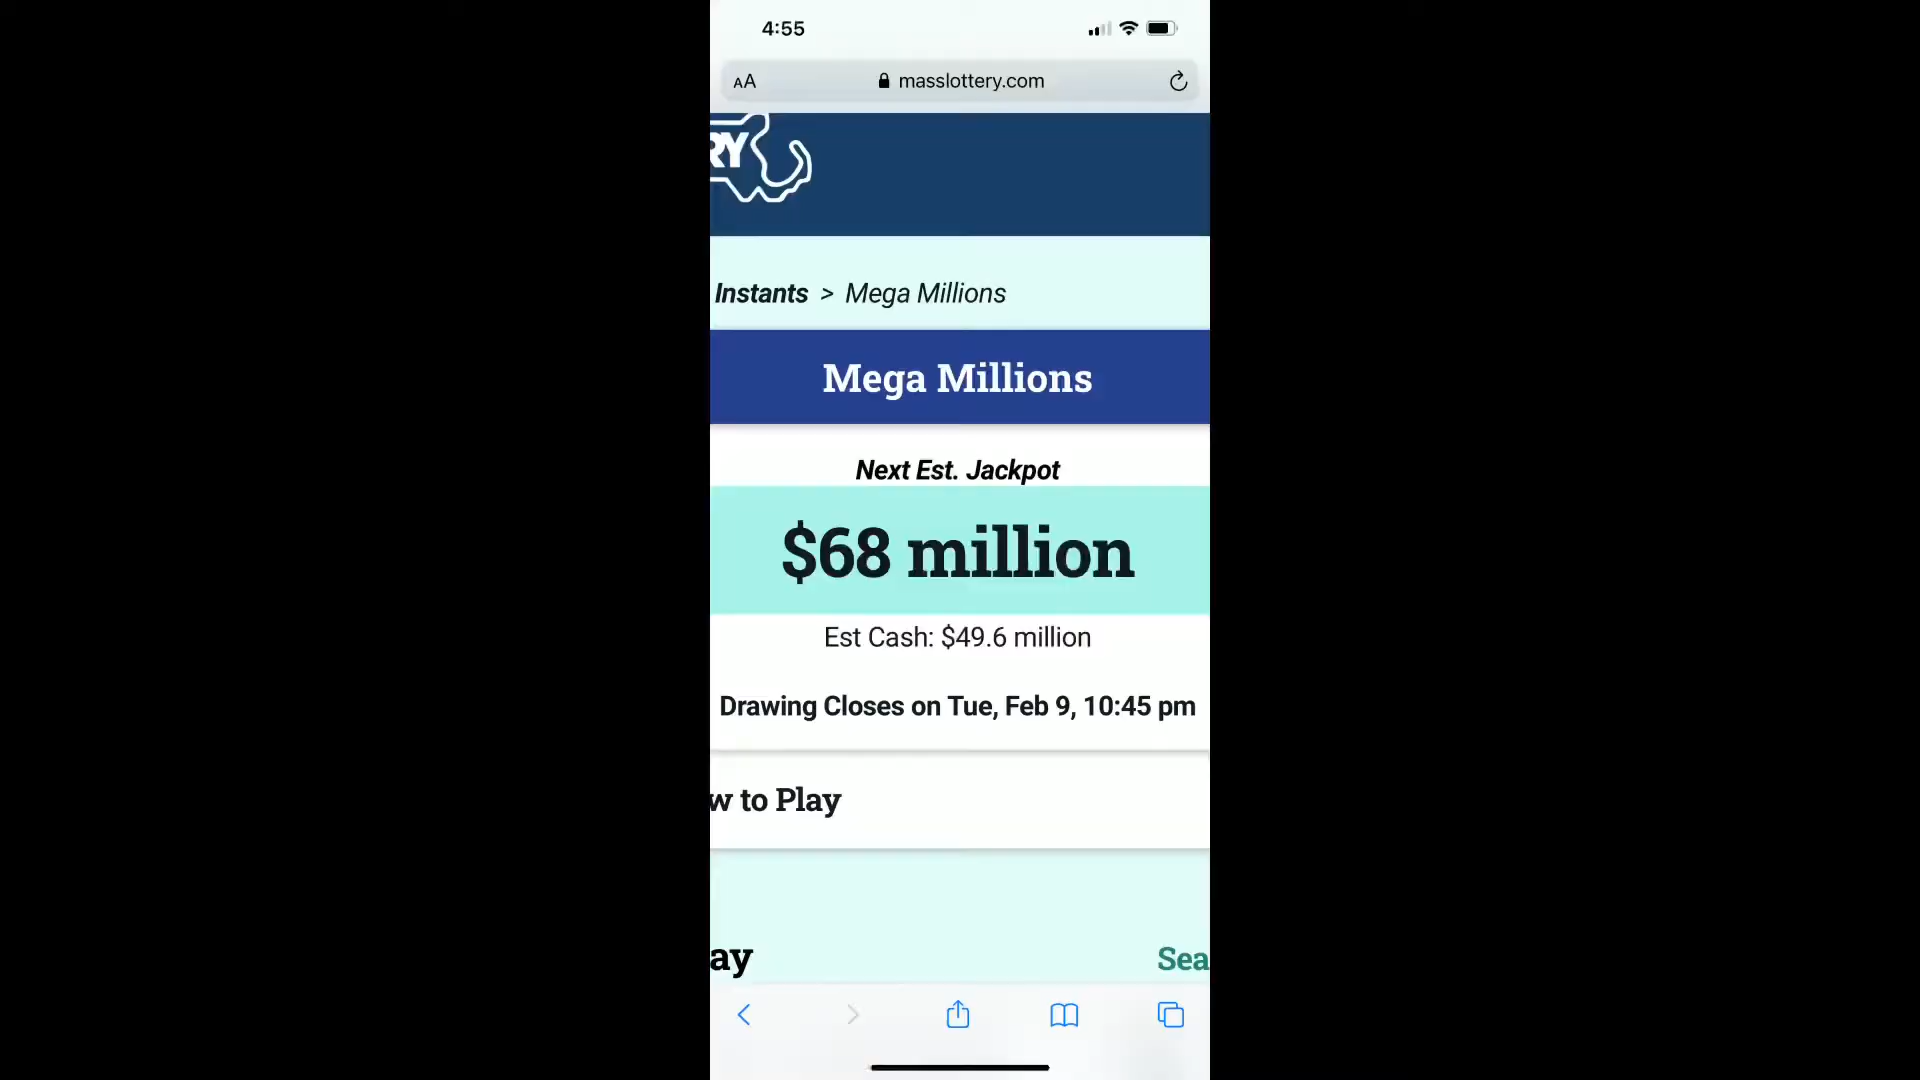 4:55
AA masslottery.com
RY
Instants > Mega Millions
Mega Millions
Next Est. Jackpot
$68 million
Est Cash: $49.6 million
Drawing Closes on Tue, Feb 9, 10:45 pm
w to Play
ay
Sea